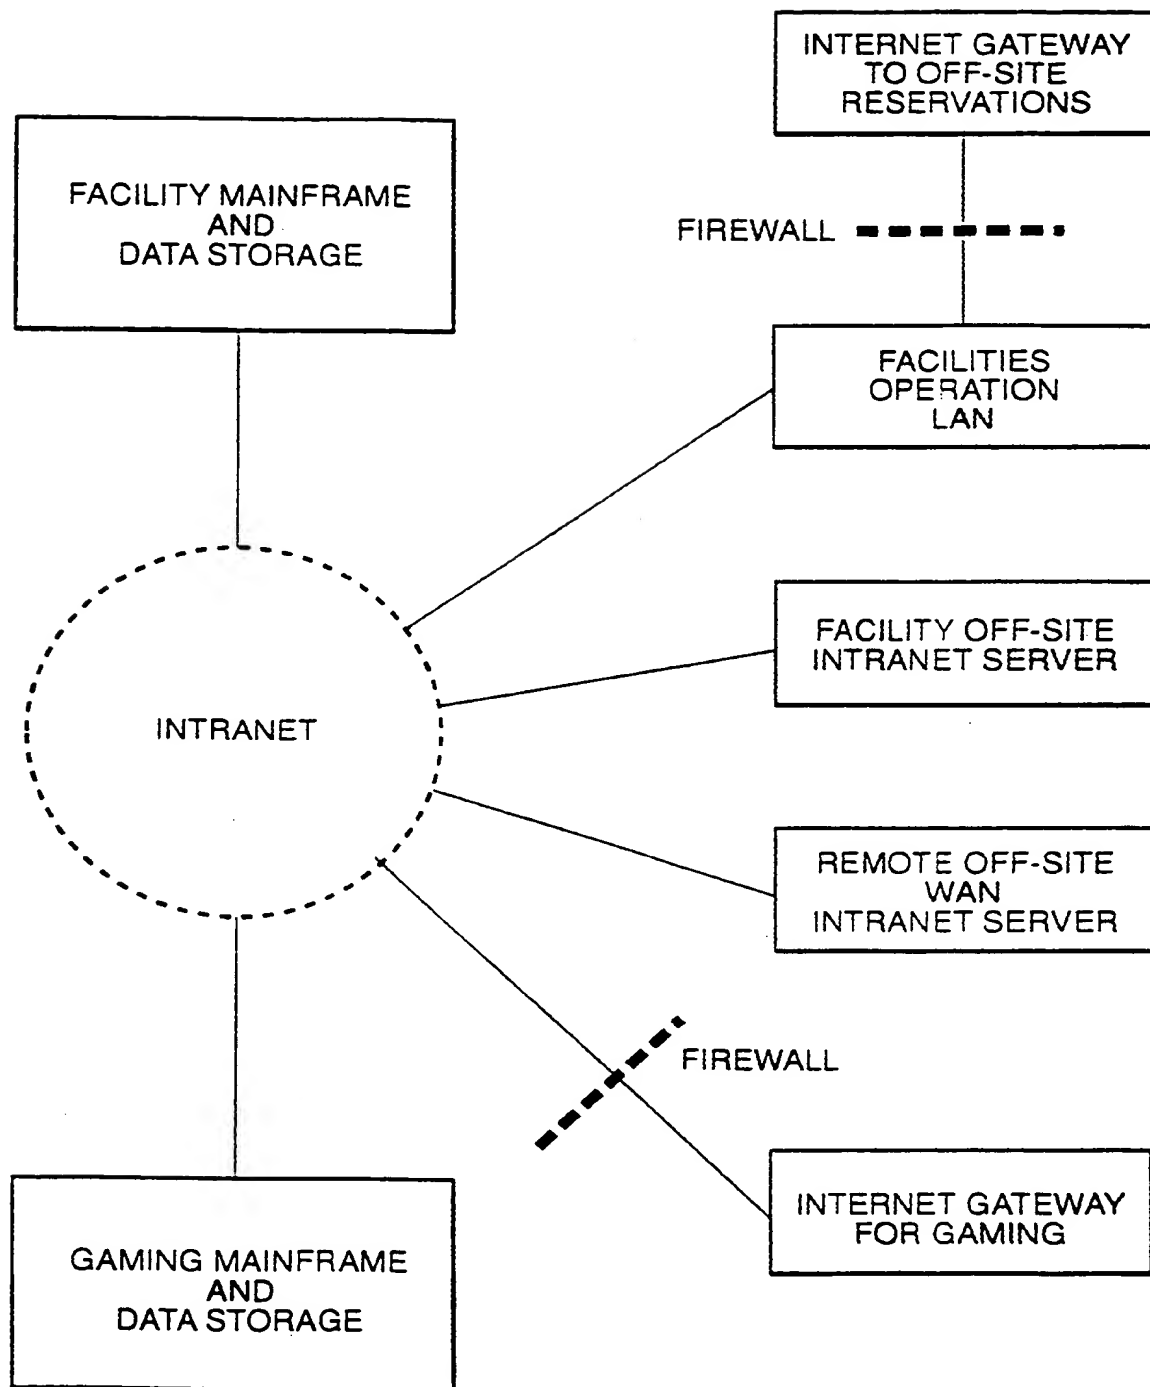 INTERNET GATEWAY
TO OFF-SITE
RESERVATIONS
FACILITY MAINFRAME
AND
DATA STORAGE
FIREWALL
FACILITIES
OPERATION
LAN
FACILITY OFF-SITE
INTRANET SERVER
INTRANET
REMOTE OFF-SITE
WAN
INTRANET SERVER
FIREWALL
INTERNET GATEWAY
FOR GAMING
GAMING MAINFRAME
AND
DATA STORAGE